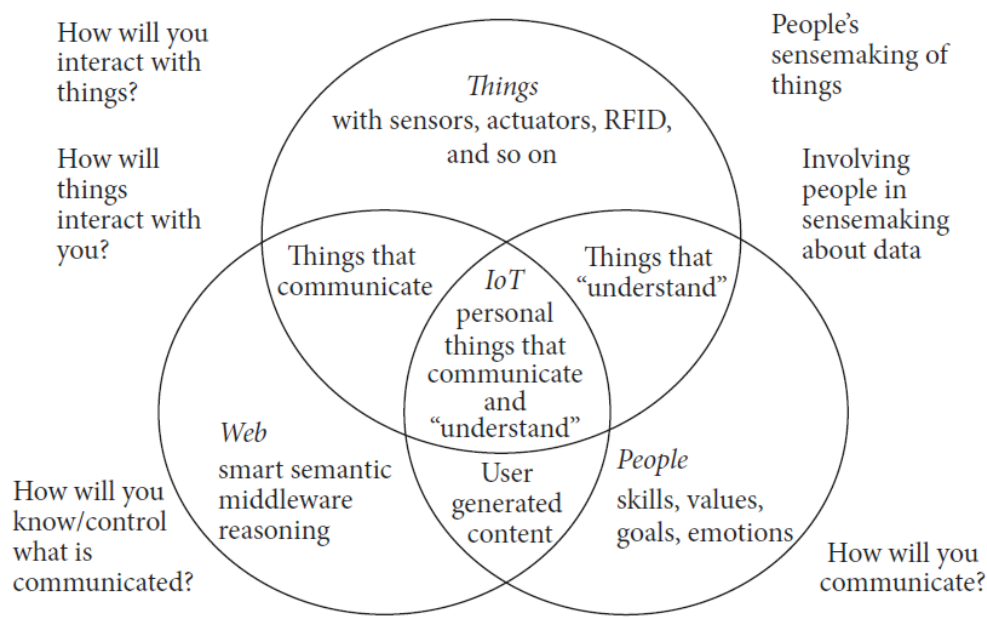 How will you
interact with
things?
People’s
sensemaking of
things
Things
with sensors, actuators, RFID,
and so on
How will
things
interact with
you?
Involving
people in
sensemaking
about data
Things that
communicate
IoT
personal
things that
communicate
and
“understand”
Things that
“understand”
Web
smart semantic
middleware
reasoning
User
generated
content
People
skills, values,
goals, emotions
How will you
know/control
what is
communicated?
How will you
communicate?